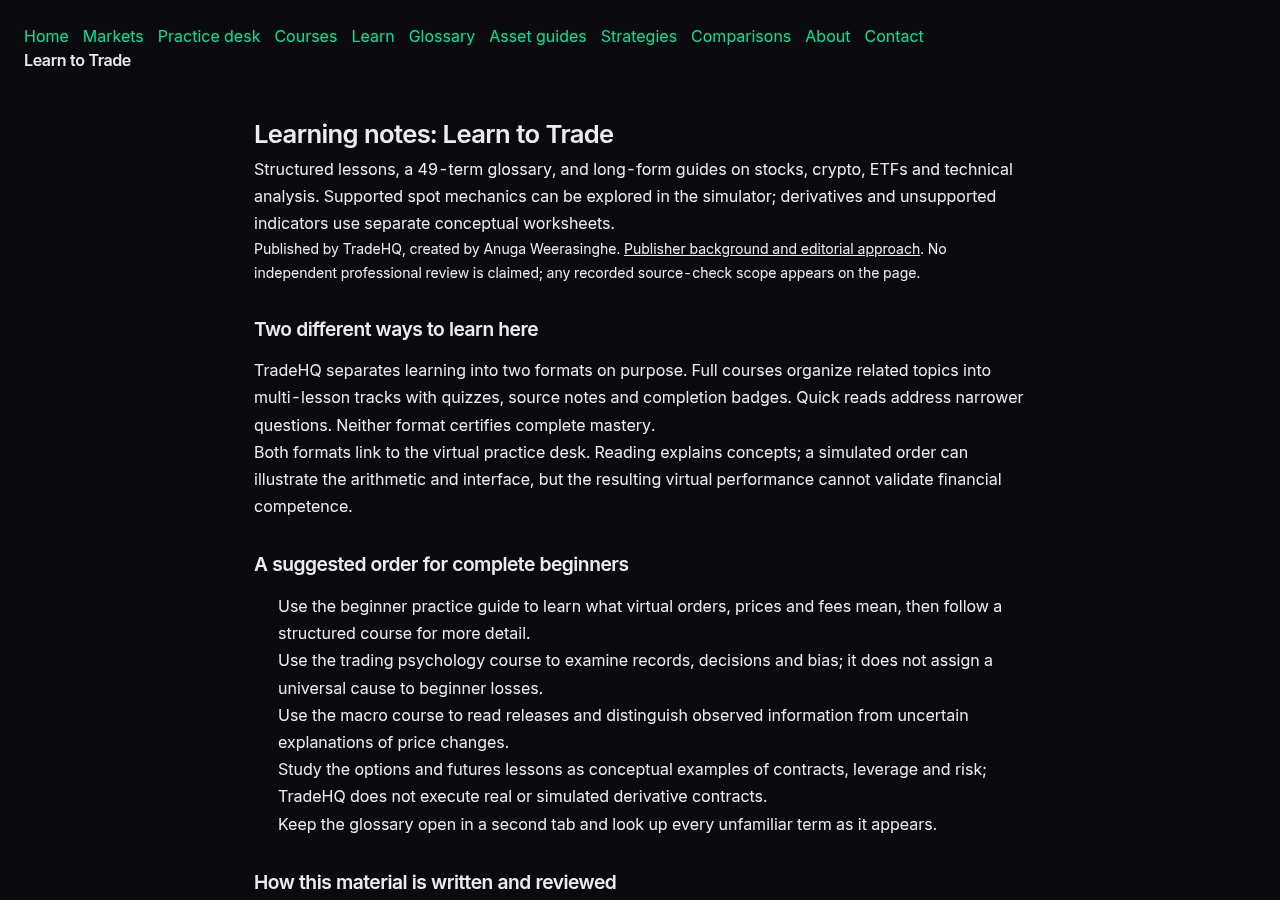 Home Markets Practice desk Courses Learn Glossary Asset guides Strategies Comparisons About Contact
Learn to Trade
Learning notes: Learn to Trade
Structured lessons, a 49-term glossary, and long-form guides on stocks, crypto, ETFs and technical
analysis. Supported spot mechanics can be explored in the simulator; derivatives and unsupported
indicators use separate conceptual worksheets.
Published by TradeHQ, created by Anuga Weerasinghe. Publisher background and editorial approach. No
independent professional review is claimed; any recorded source-check scope appears on the page.
Two different ways to learn here
TradeHQ separates learning into two formats on purpose. Full courses organize related topics into
multi-lesson tracks with quizzes, source notes and completion badges. Quick reads address narrower
questions. Neither format certifies complete mastery.
Both formats link to the virtual practice desk. Reading explains concepts; a simulated order can
illustrate the arithmetic and interface, but the resulting virtual performance cannot validate financial
competence.
A suggested order for complete beginners
Use the beginner practice guide to learn what virtual orders, prices and fees mean, then follow a
structured course for more detail.
Use the trading psychology course to examine records, decisions and bias; it does not assign a
universal cause to beginner losses.
Use the macro course to read releases and distinguish observed information from uncertain
explanations of price changes.
Study the options and futures lessons as conceptual examples of contracts, leverage and risk;
TradeHQ does not execute real or simulated derivative contracts.
Keep the glossary open in a second tab and look up every unfamiliar term as it appears.
How this material is written and reviewed